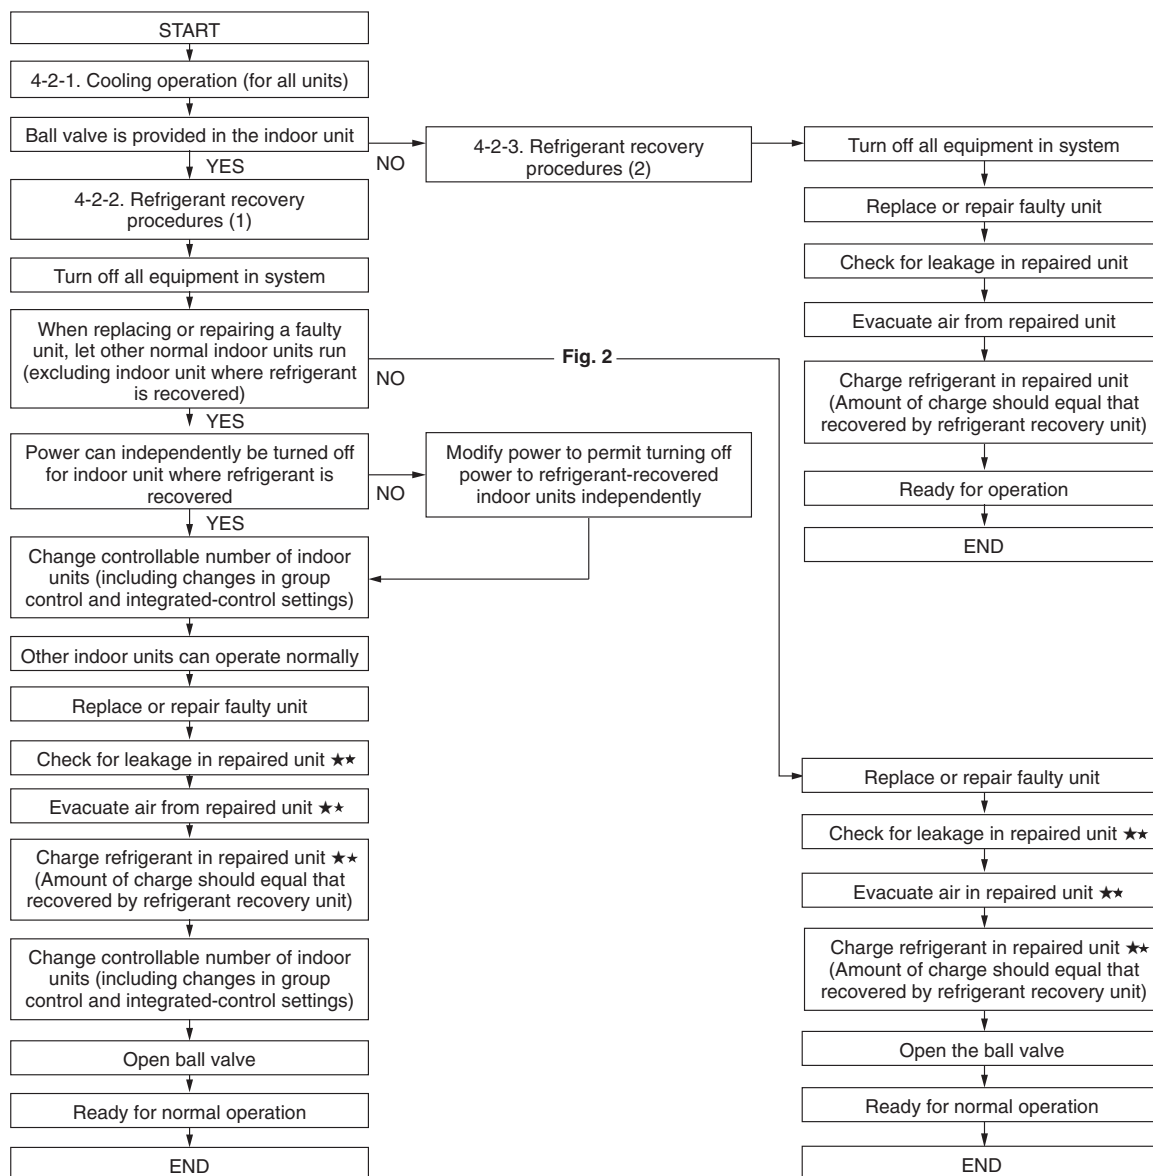 START
4-2-1. Cooling operation (for all units)
Ball valve is provided in the indoor unit
YES
NO
4-2-2. Refrigerant recovery
procedures (1)
Turn off all equipment in system
When replacing or repairing a faulty
unit, let other normal indoor units run
(excluding indoor unit where refrigerant
is recovered)
YES
NO
Fig. 2
Power can independently be turned off
for indoor unit where refrigerant is
recovered
YES
NO
Modify power to permit turning off
power to refrigerant-recovered
indoor units independently
Change controllable number of indoor
units (including changes in group
control and integrated-control settings)
Other indoor units can operate normally
Replace or repair faulty unit
Check for leakage in repaired unit ★★
Evacuate air from repaired unit ★★
Charge refrigerant in repaired unit ★★
(Amount of charge should equal that
recovered by refrigerant recovery unit)
Change controllable number of indoor
units (including changes in group
control and integrated-control settings)
Open ball valve
Ready for normal operation
END
4-2-3. Refrigerant recovery
procedures (2)
Turn off all equipment in system
Replace or repair faulty unit
Check for leakage in repaired unit
Evacuate air from repaired unit
Charge refrigerant in repaired unit
(Amount of charge should equal that
recovered by refrigerant recovery unit)
Ready for operation
END
Replace or repair faulty unit
Check for leakage in repaired unit ★★
Evacuate air in repaired unit ★★
Charge refrigerant in repaired unit ★★
(Amount of charge should equal that
recovered by refrigerant recovery unit)
Open the ball valve
Ready for normal operation
END